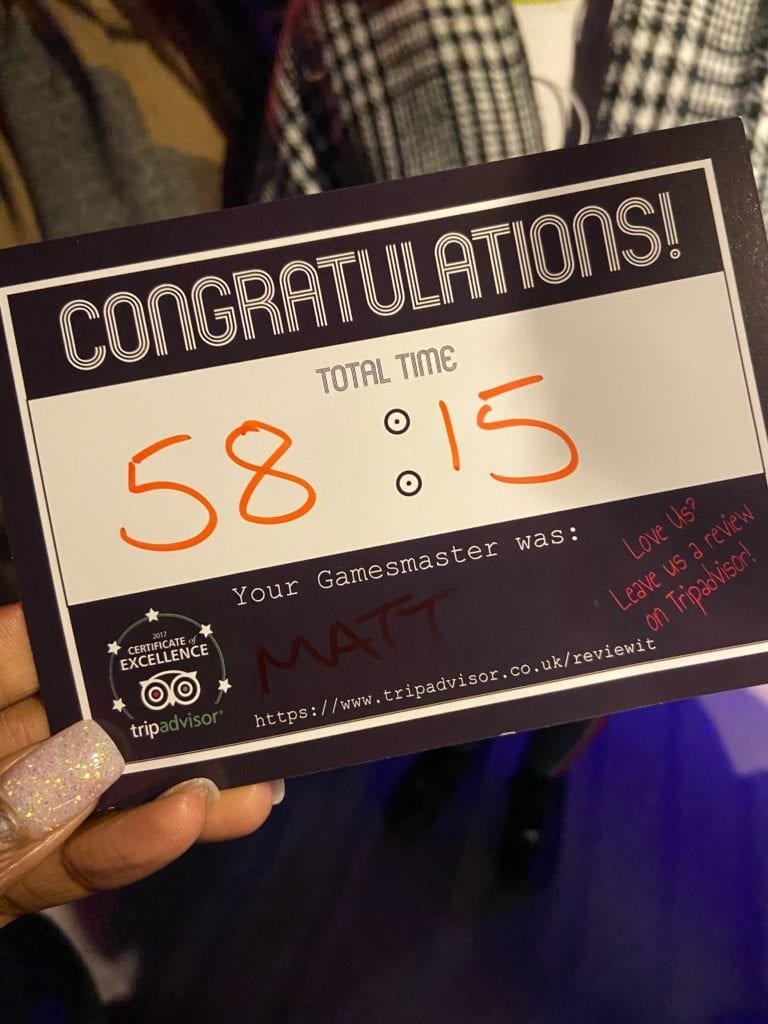 CONGRATULATIONS!
TOTAL TIME
58 : 15
Your Gamesmaster was:
MATT
Love Us?
Leave us a review
on Tripadvisor!
2017
CERTIFICATE of
EXCELLENCE
tripadvisor®
https://www.tripadvisor.co.uk/reviewit